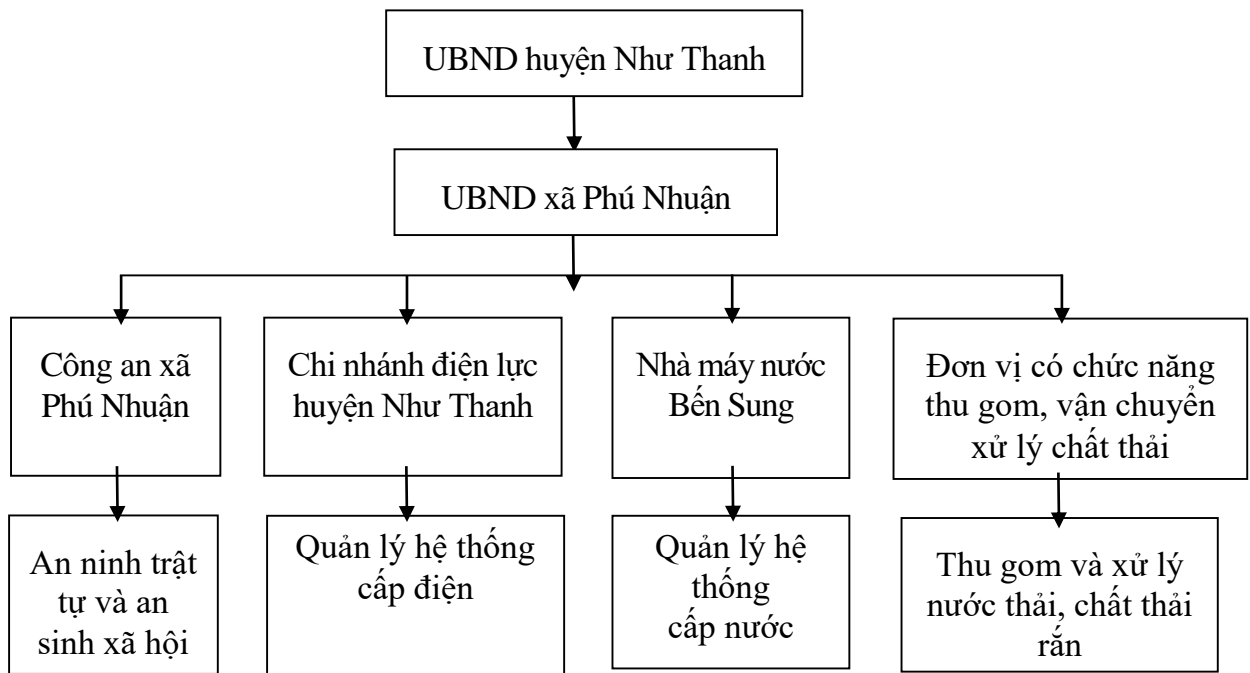 UBND huyện Như Thanh
UBND xã Phú Nhuận
Công an xã
Phú Nhuận
Chi nhánh điện lực
huyện Như Thanh
Nhà máy nước
Bến Sung
Đơn vị có chức năng
thu gom, vận chuyển
xử lý chất thải
An ninh trật
tự và an
sinh xã hội
Quản lý hệ thống
cấp điện
Quản lý hệ
thống
cấp nước
Thu gom và xử lý
nước thải, chất thải
rắn